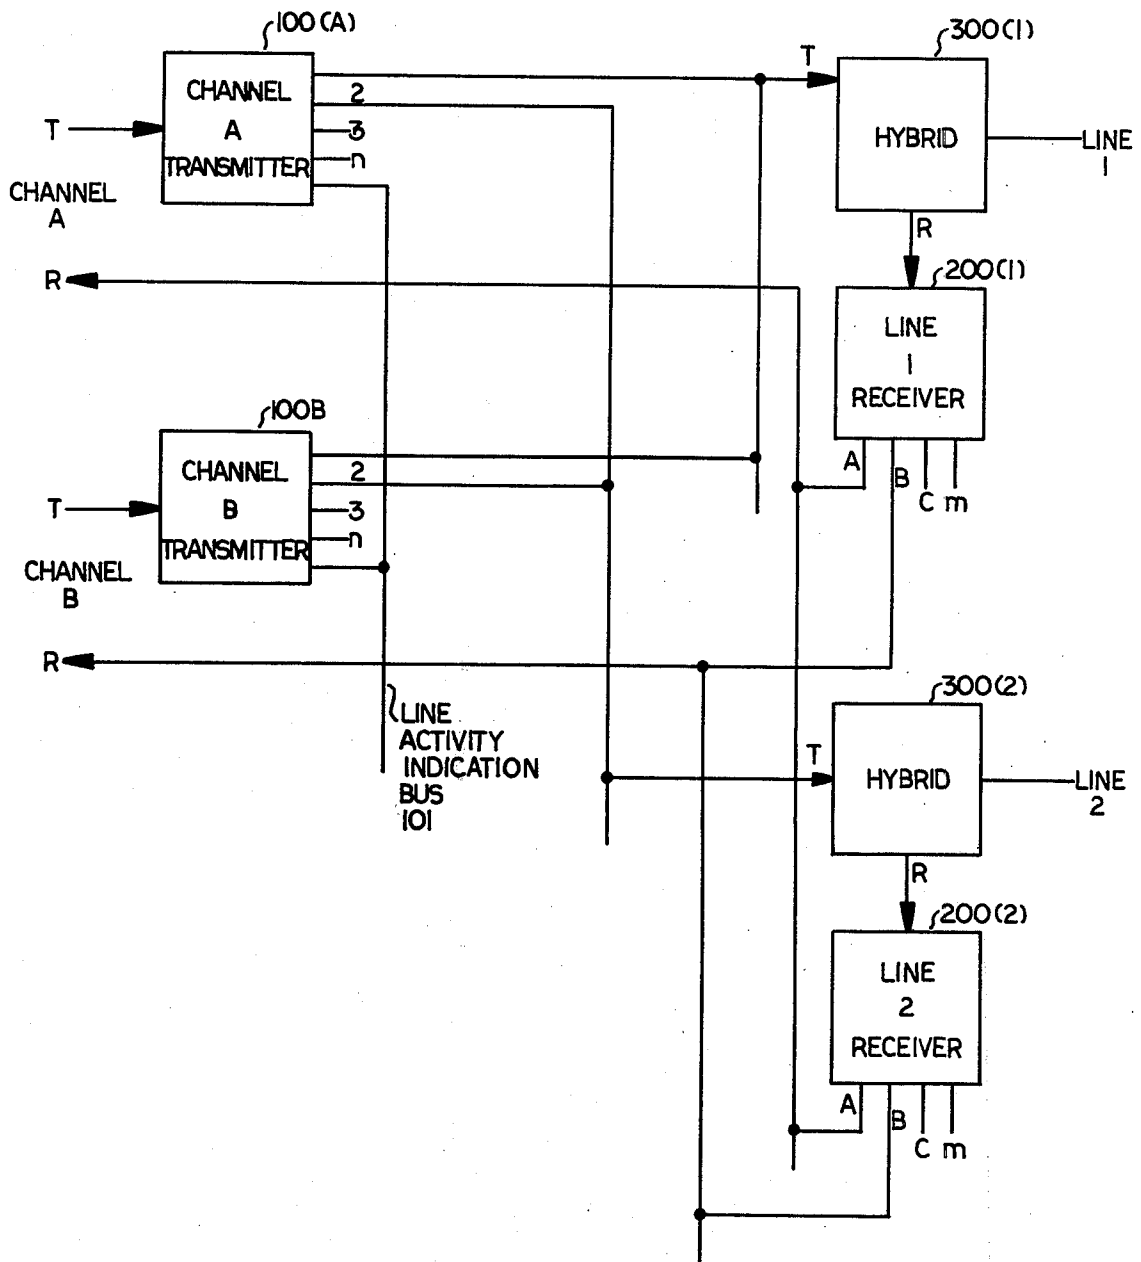 100(A)
300(1)
CHANNEL
A
TRANSMITTER
2
3
n
T
CHANNEL
A
T
HYBRID
LINE
1
R
R
200(1)
LINE
1
RECEIVER
A
B
C
m
100B
CHANNEL
B
TRANSMITTER
2
3
n
T
CHANNEL
B
R
LINE
ACTIVITY
INDICATION
BUS
101
300(2)
T
HYBRID
LINE
2
R
200(2)
LINE
2
RECEIVER
A
B
C
m